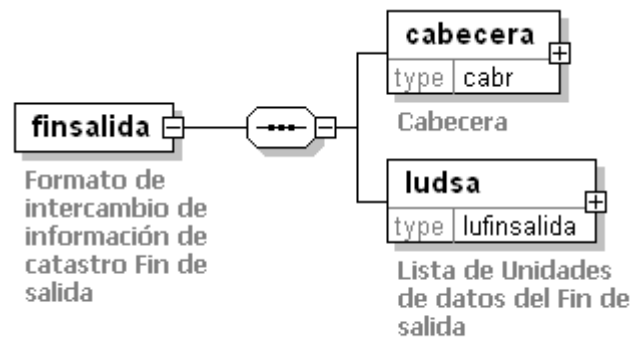 finsalida
Formato de
intercambio de
información de
catastro Fin de
salida
cabecera
type cabr
Cabecera
ludsa
type lufinsalida
Lista de Unidades
de datos del Fin de
salida